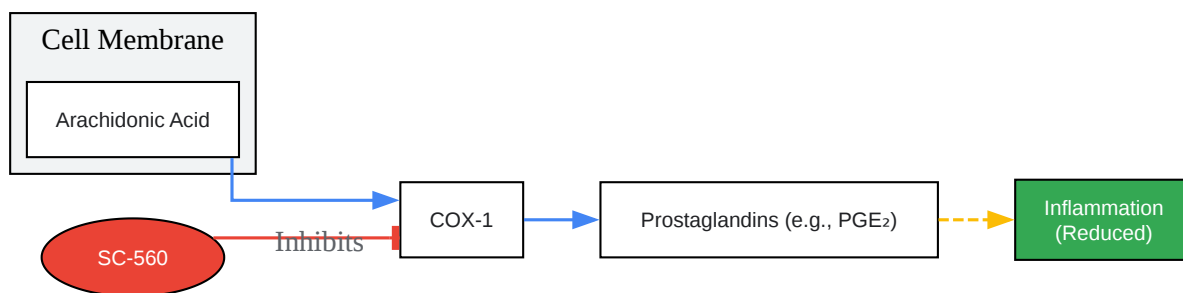 Cell Membrane
Arachidonic Acid
COX-1
Prostaglandins (e.g., PGE₂)
Inflammation
(Reduced)
Inhibits
SC-560